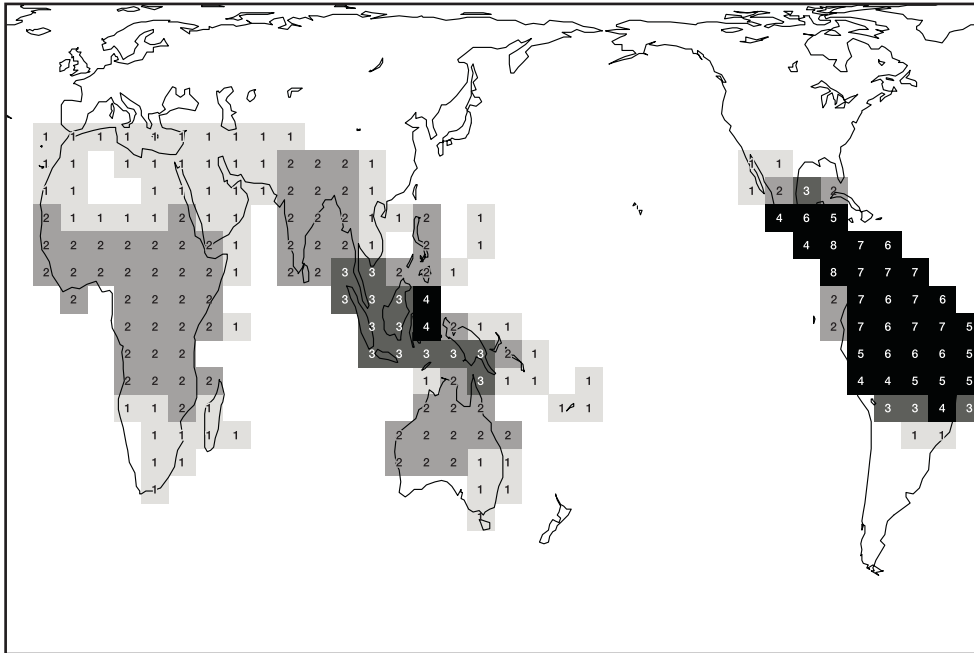 1 1 1 1 1 1 1 1 1 1
1 1 1 1 1 1 1 1 2 2 2 1 1 1
1 1 1 1 1 1 1 2 2 2 1 1 2 3 2
2 1 1 1 1 2 1 1 2 2 2 1 1 2 1 4 6 5
2 2 2 2 2 2 2 1 2 2 2 1 2 1 4 8 7 6
2 2 2 2 2 2 2 1 2 2 3 3 2 2 1 8 7 7 7
2 2 2 2 2 3 3 3 4 2 7 6 7 6
2 2 2 2 1 3 3 4 2 1 1 2 7 6 7 7 5
2 2 2 3 3 3 3 3 2 1 5 6 6 6 5
2 2 2 2 1 2 3 1 1 1 4 4 5 5 5
1 1 2 1 2 2 2 1 1 3 3 4 3
1 1 1 1 2 2 2 2 2 1 1
1 1 2 2 2 1 1
1 1 1
1